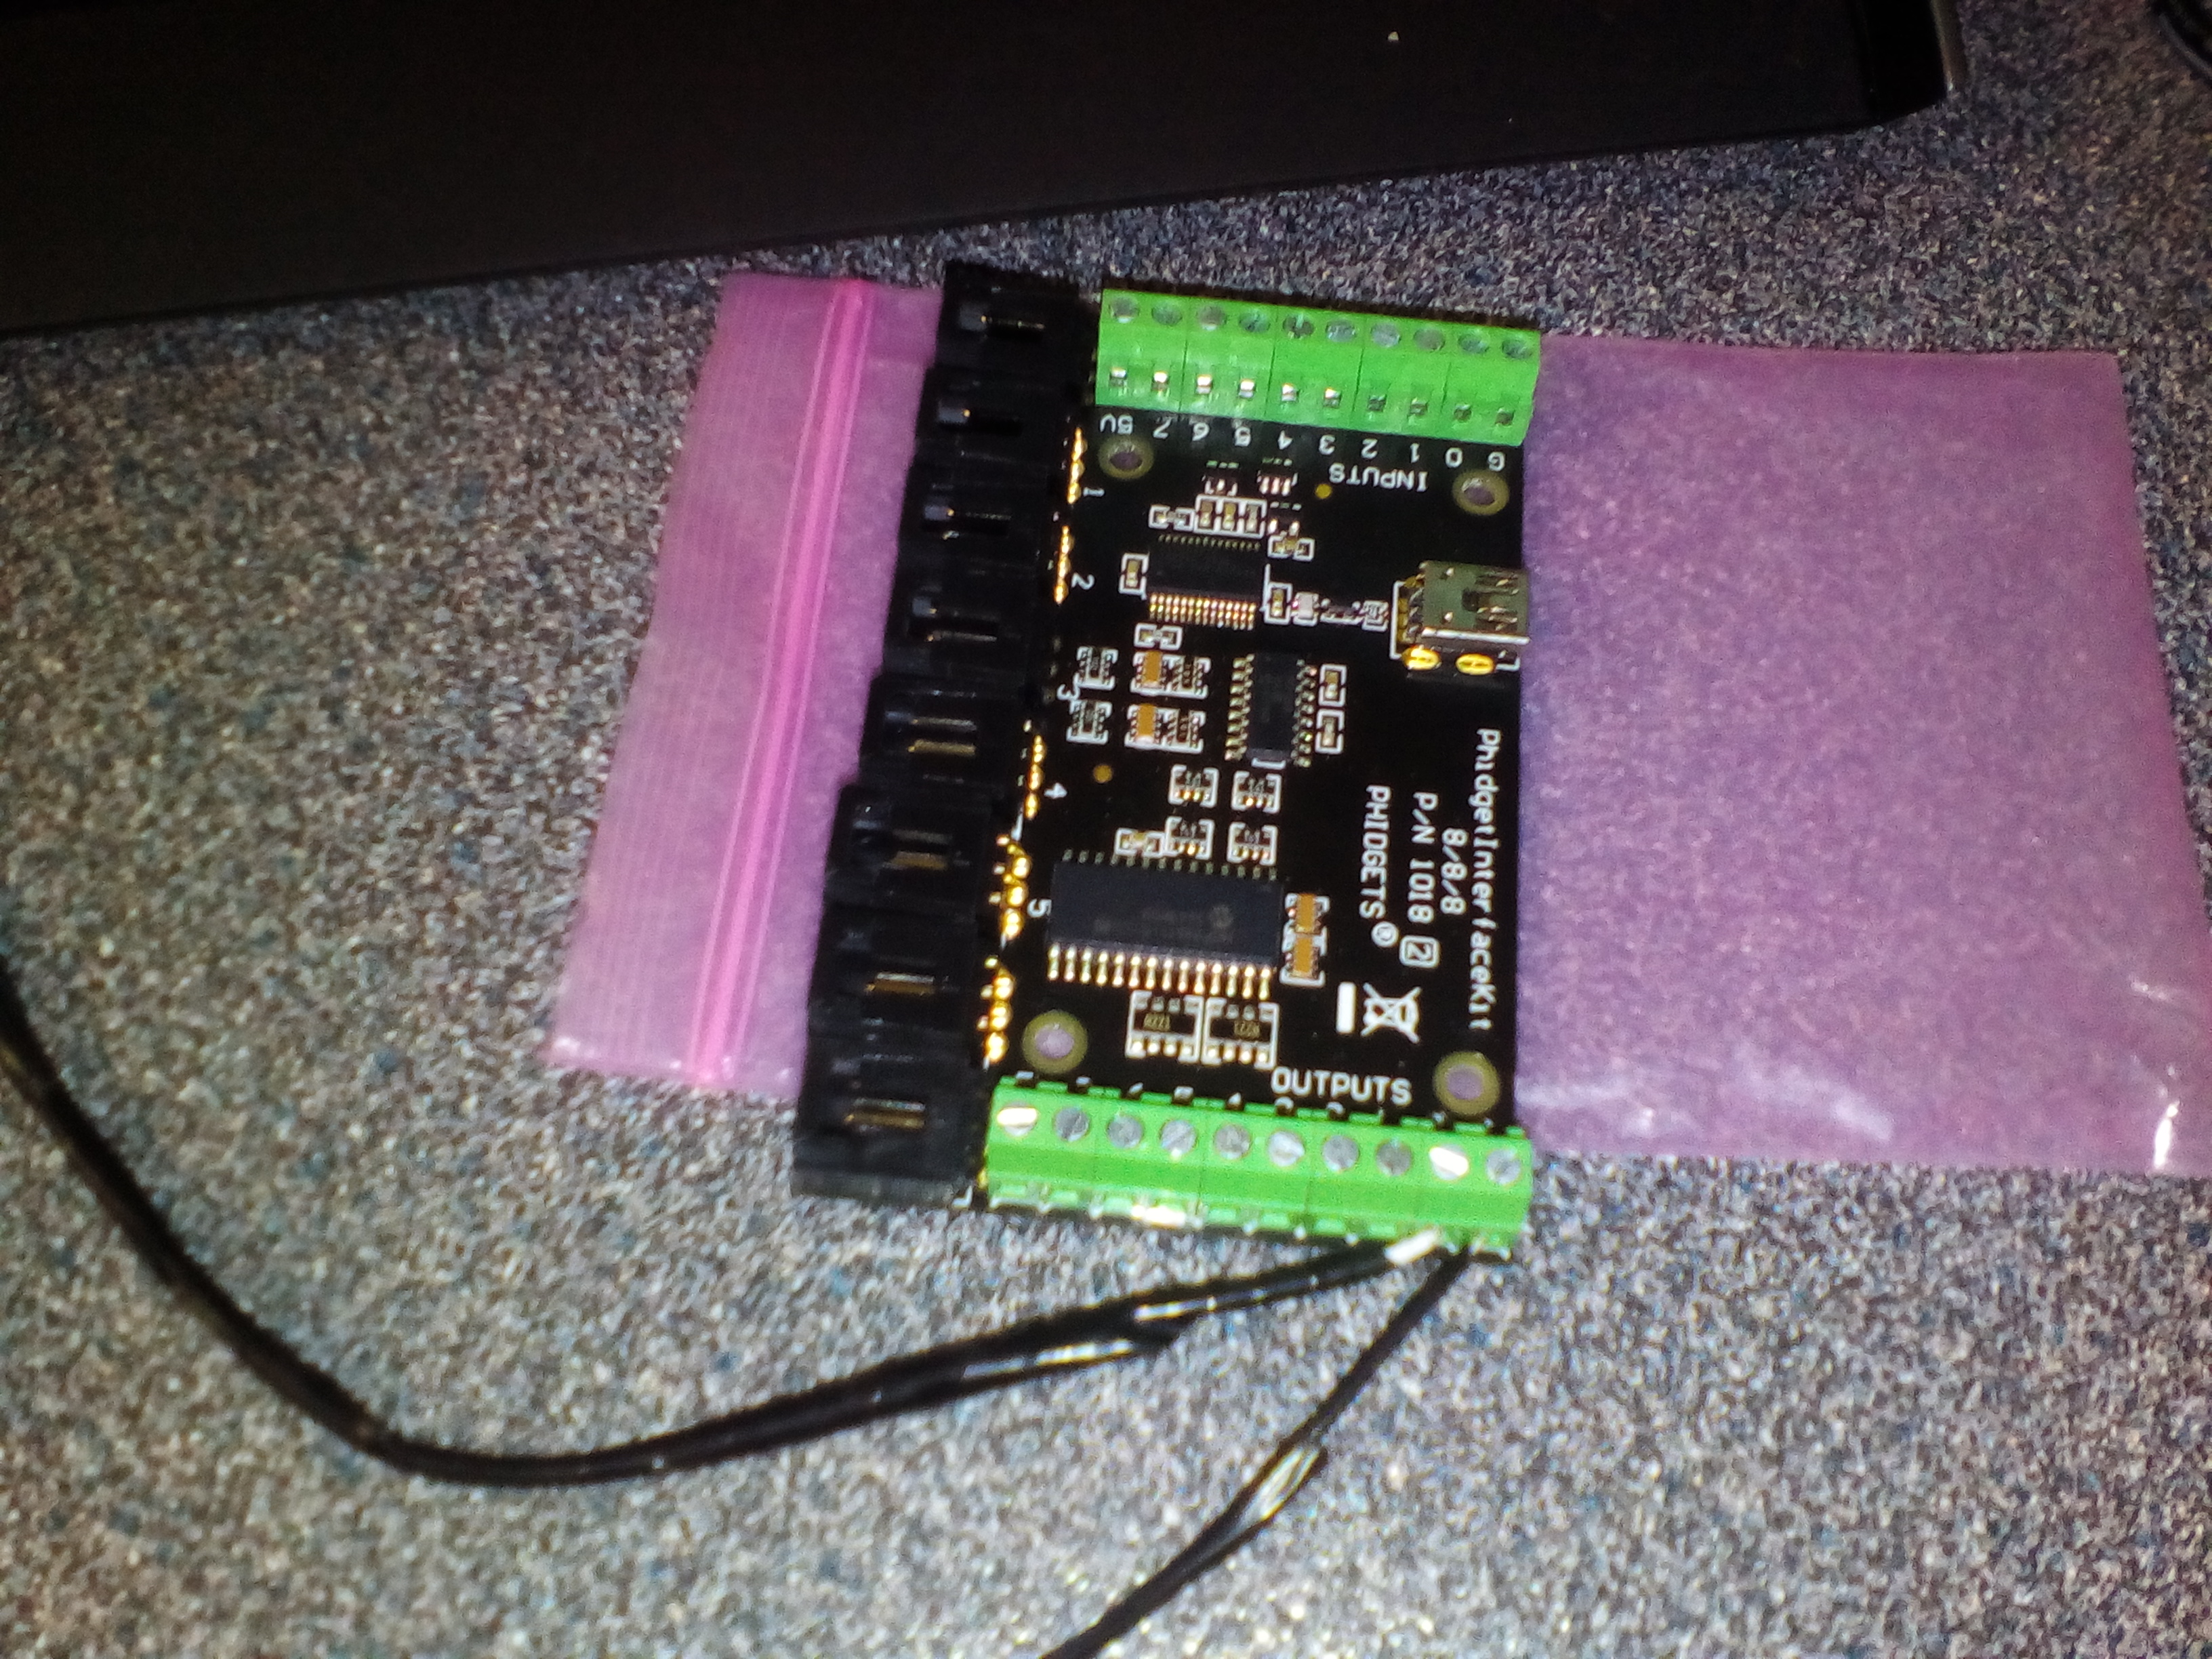 PhidgetInterfaceKit
8/8/8
P/N 1018 2
PHIDGETS®
INPUTS
G 0 1 2 3 4 5 6 7 5V
1
2
3
4
5
OUTPUTS